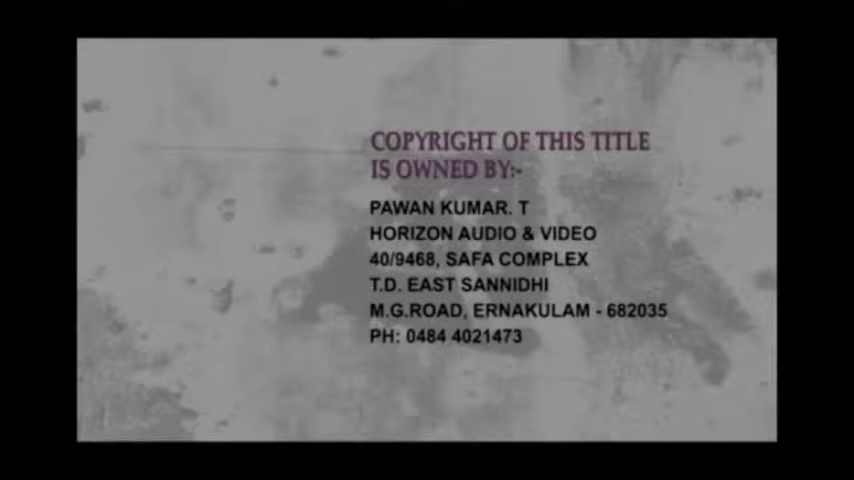 COPYRIGHT OF THIS TITLE
IS OWNED BY:-
PAWAN KUMAR. T
HORIZON AUDIO & VIDEO
40/9468, SAFA COMPLEX
T.D. EAST SANNIDHI
M.G.ROAD, ERNAKULAM - 682035
PH: 0484 4021473